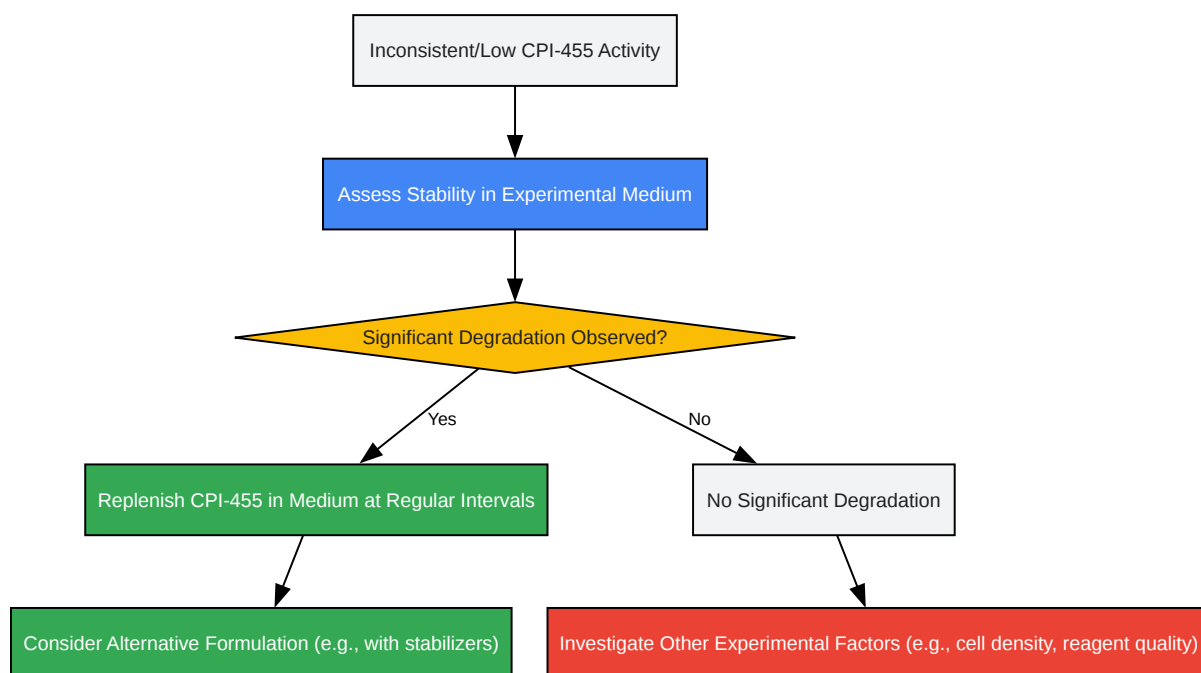 Inconsistent/Low CPI-455 Activity
Assess Stability in Experimental Medium
Significant Degradation Observed?
Yes
No
Replenish CPI-455 in Medium at Regular Intervals
No Significant Degradation
Consider Alternative Formulation (e.g., with stabilizers)
Investigate Other Experimental Factors (e.g., cell density, reagent quality)